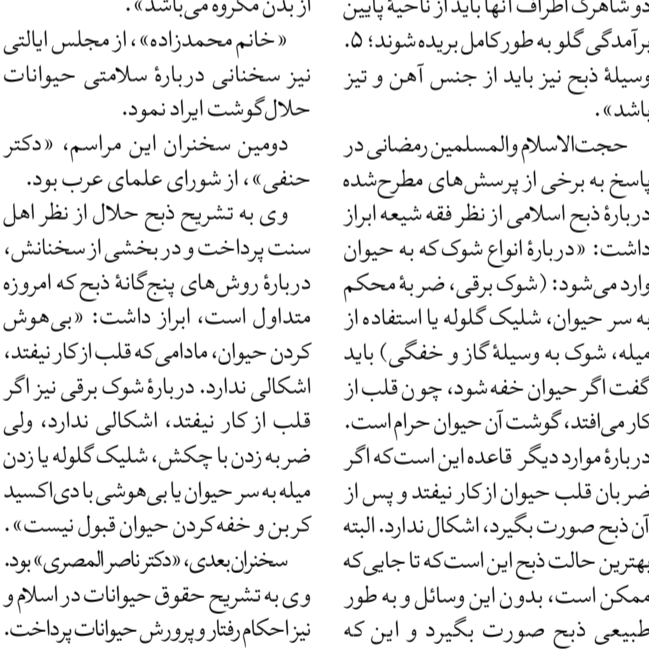 دو شاهرگ اطراف آنها باید از ناحیهٔ پایین
برآمدگی گلو به طور کامل بریده شوند؛ ۵.
وسیلهٔ ذبح نیز باید از جنس آهن و تیز
باشد».
حجت‌الاسلام والمسلمین رمضانی در
پاسخ به برخی از پرسش‌های مطرح‌شده
دربارهٔ ذبح اسلامی از نظر فقه شیعه ابراز
داشت: «دربارهٔ انواع شوک که به حیوان
وارد می‌شود: (شوک برقی، ضربهٔ محکم
به سر حیوان، شلیک گلوله یا استفاده از
میله، شوک به وسیلهٔ گاز و خفگی) باید
گفت اگر حیوان خفه شود، چون قلب از
کار می‌افتد، گوشت آن حیوان حرام است.
دربارهٔ موارد دیگر قاعده این است که اگر
ضربان قلب حیوان از کار نیفتد و پس از
آن ذبح صورت بگیرد، اشکال ندارد. البته
بهترین حالت ذبح این است که تا جایی که
ممکن است، بدون این وسائل و به طور
طبیعی ذبح صورت بگیرد و این که
از بدن مکروه می‌باشد».
«خانم محمدزاده»، از مجلس ایالتی
نیز سخنانی دربارهٔ سلامتی حیوانات
حلال‌گوشت ایراد نمود.
دومین سخنران این مراسم، «دکتر
حنفی»، از شورای علمای عرب بود.
وی به تشریح ذبح حلال از نظر اهل
سنت پرداخت و در بخشی از سخنانش،
دربارهٔ روش‌های پنج‌گانهٔ ذبح که امروزه
متداول است، ابراز داشت: «بی‌هوش
کردن حیوان، مادامی که قلب از کار نیفتد،
اشکالی ندارد. دربارهٔ شوک برقی نیز اگر
قلب از کار نیفتد، اشکالی ندارد، ولی
ضربه زدن با چکش، شلیک گلوله یا زدن
میله به سر حیوان یا بی‌هوشی با دی‌اکسید
کربن و خفه کردن حیوان قبول نیست».
سخنران بعدی، «دکتر ناصر المصری» بود.
وی به تشریح حقوق حیوانات در اسلام و
نیز احکام رفتار و پرورش حیوانات پرداخت.